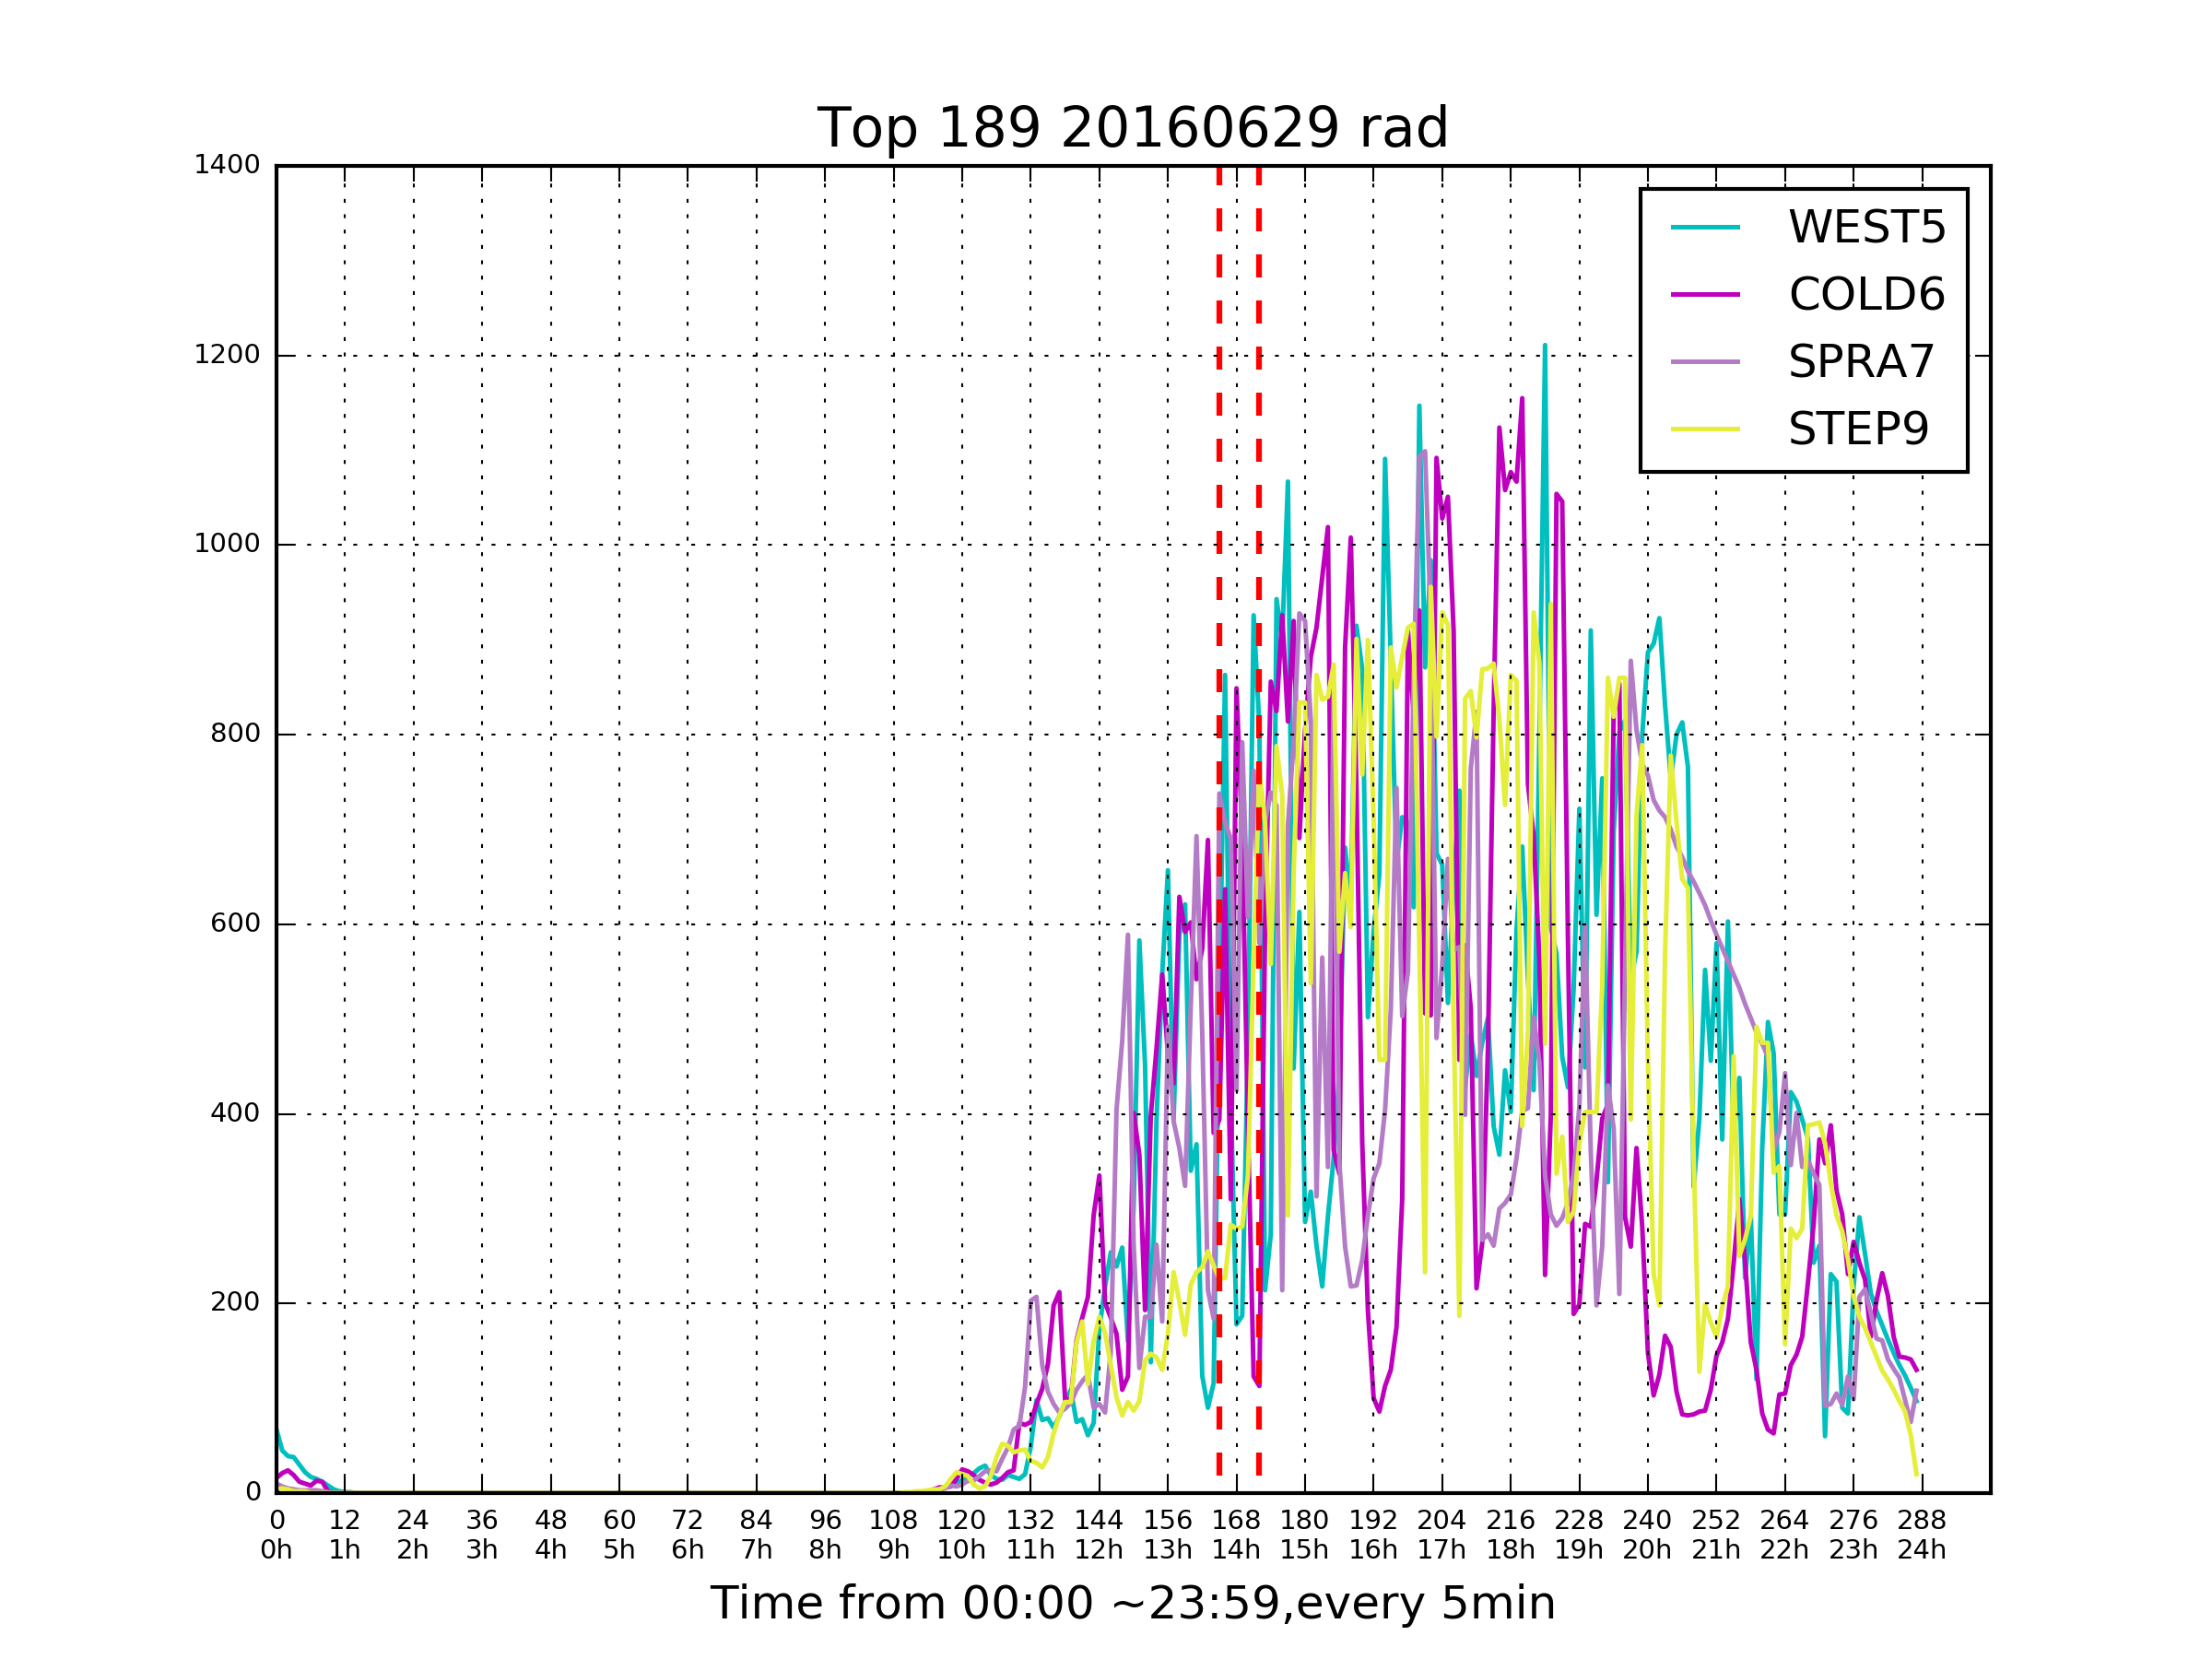 Top 189 20160629 rad
1400
1200
1000
800
600
400
200
0
WEST5
COLD6
SPRA7
STEP9
0 12 24 36 48 60 72 84 96 108 120 132 144 156 168 180 192 204 216 228 240 252 264 276 288
0h 1h 2h 3h 4h 5h 6h 7h 8h 9h 10h 11h 12h 13h 14h 15h 16h 17h 18h 19h 20h 21h 22h 23h 24h
Time from 00:00 ~23:59,every 5min